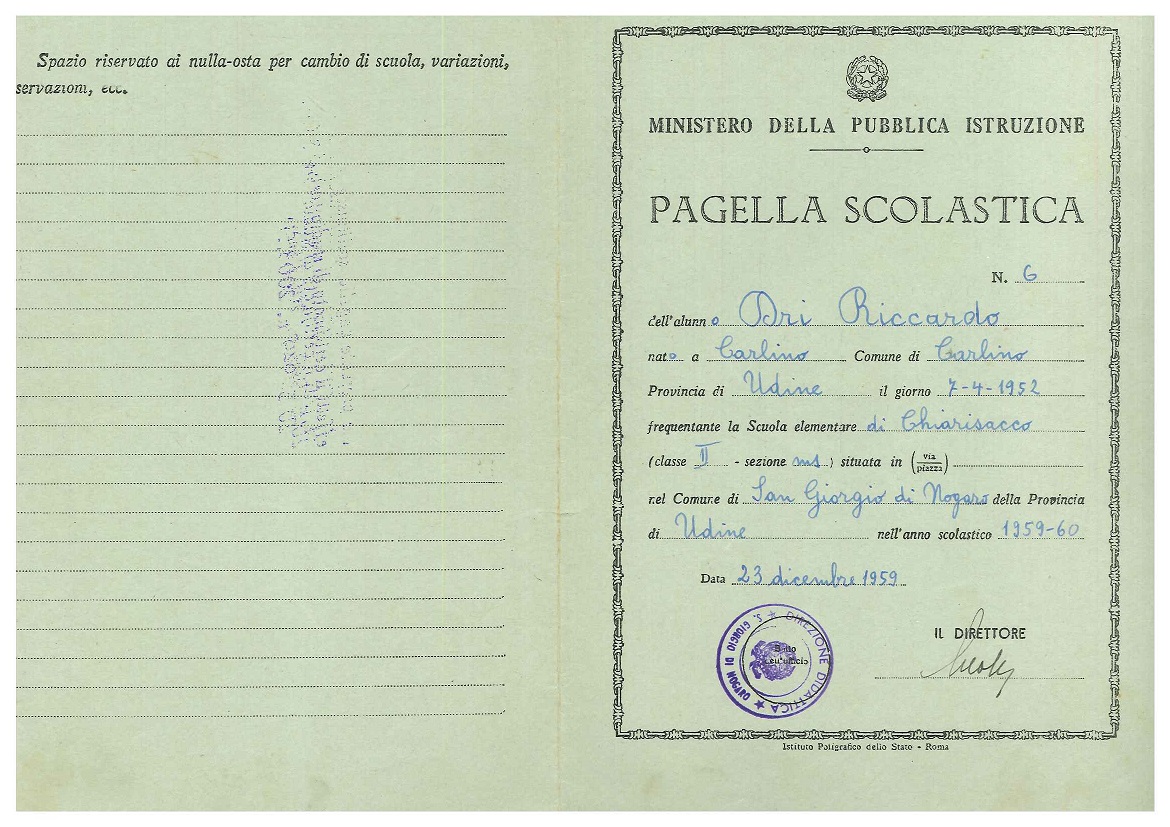 Spazio riservato ai nulla-osta per cambio di scuola, variazioni,
servazioni, ecc.
MINISTERO DELLA PUBBLICA ISTRUZIONE
PAGELLA SCOLASTICA
N. 6
dell'alunno Dri Riccardo
nato a Carlino Comune di Carlino
Provincia di Udine il giorno 7-4-1952
frequentante la Scuola elementare di Chiarisacco
(classe II - sezione ms ) situata in (via
piazza)
nel Comune di San Giorgio di Nogaro della Provincia
di Udine nell'anno scolastico 1959-60
Data 23 dicembre 1959
IL DIRETTORE
DIREZIONE DIDATTICA ★ S. GIORGIO DI NOGARO ★
Bollo
dell'ufficio
Istituto Poligrafico dello Stato - Roma